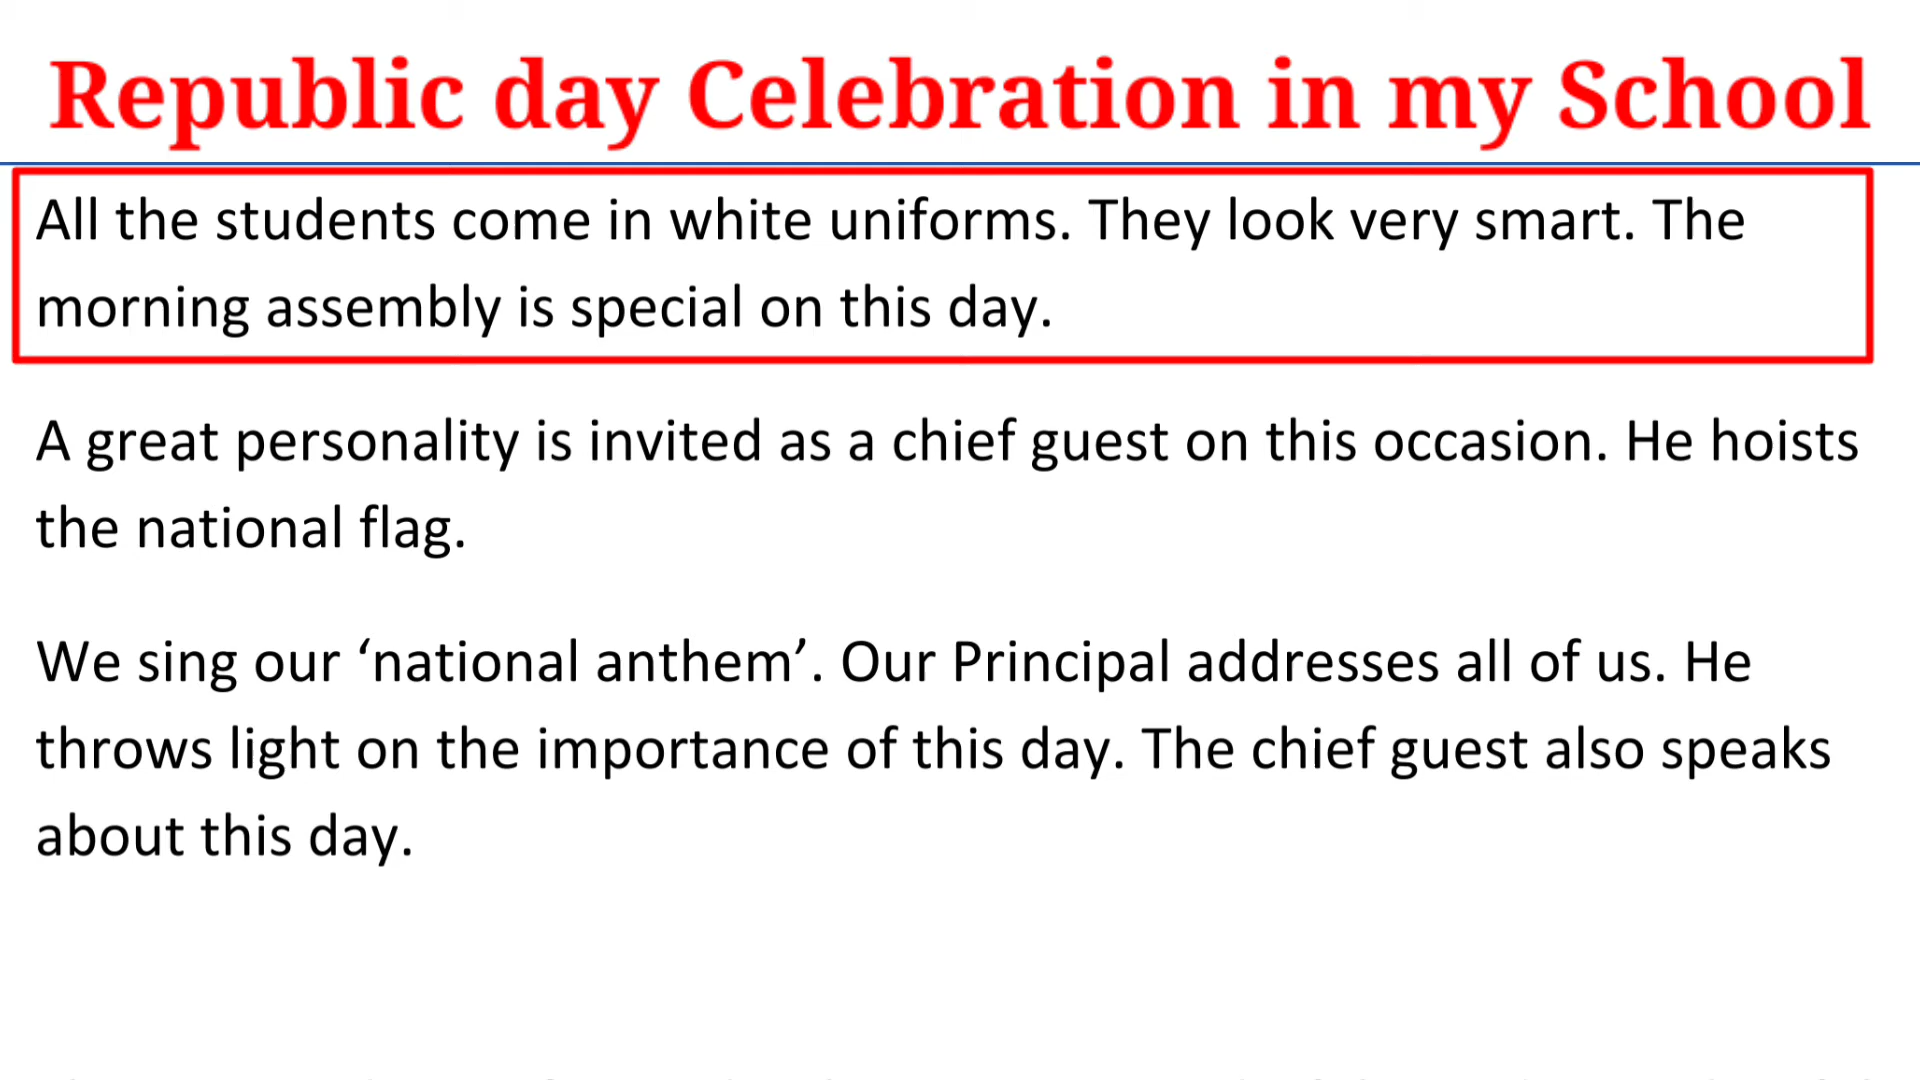 Republic day Celebration in my School
All the students come in white uniforms. They look very smart. The
morning assembly is special on this day.
A great personality is invited as a chief guest on this occasion. He hoists
the national flag.
We sing our ‘national anthem’. Our Principal addresses all of us. He
throws light on the importance of this day. The chief guest also speaks
about this day.